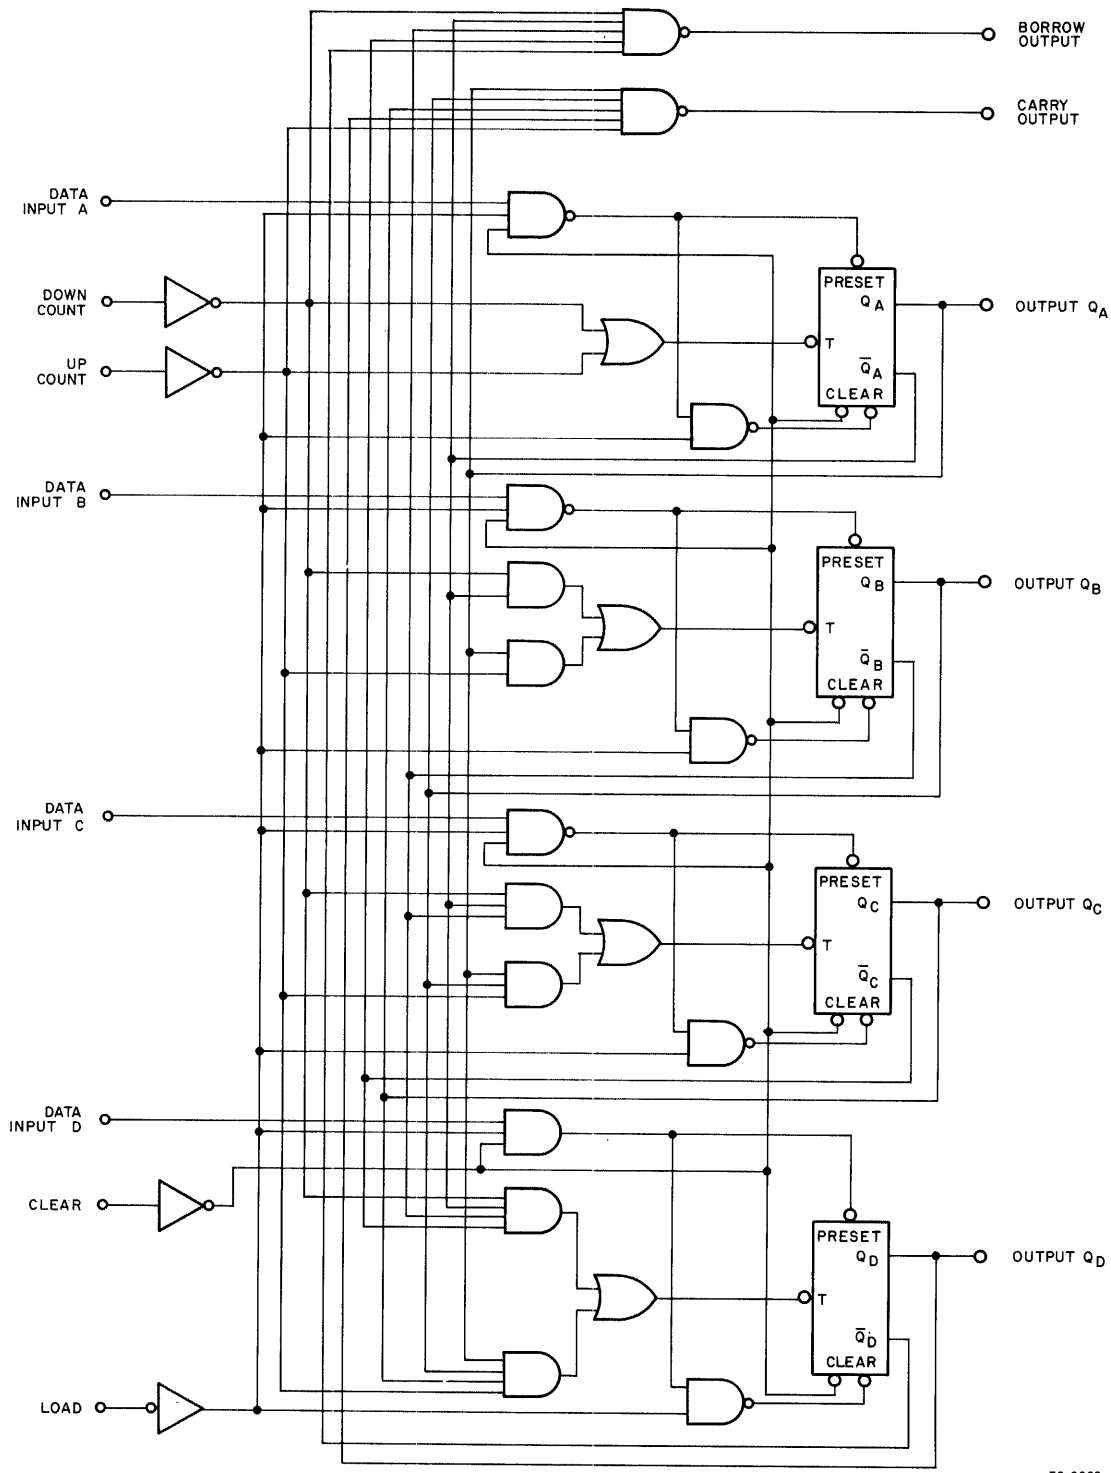 BORROW
OUTPUT
CARRY
OUTPUT
DATA
INPUT A
PRESET
DOWN
COUNT
QA
OUTPUT QA
T
UP
COUNT
Q̅A
CLEAR
DATA
INPUT B
PRESET
QB
OUTPUT QB
T
Q̅B
CLEAR
DATA
INPUT C
PRESET
QC
OUTPUT QC
T
Q̅C
CLEAR
DATA
INPUT D
CLEAR
PRESET
QD
OUTPUT QD
T
Q̅D
CLEAR
LOAD